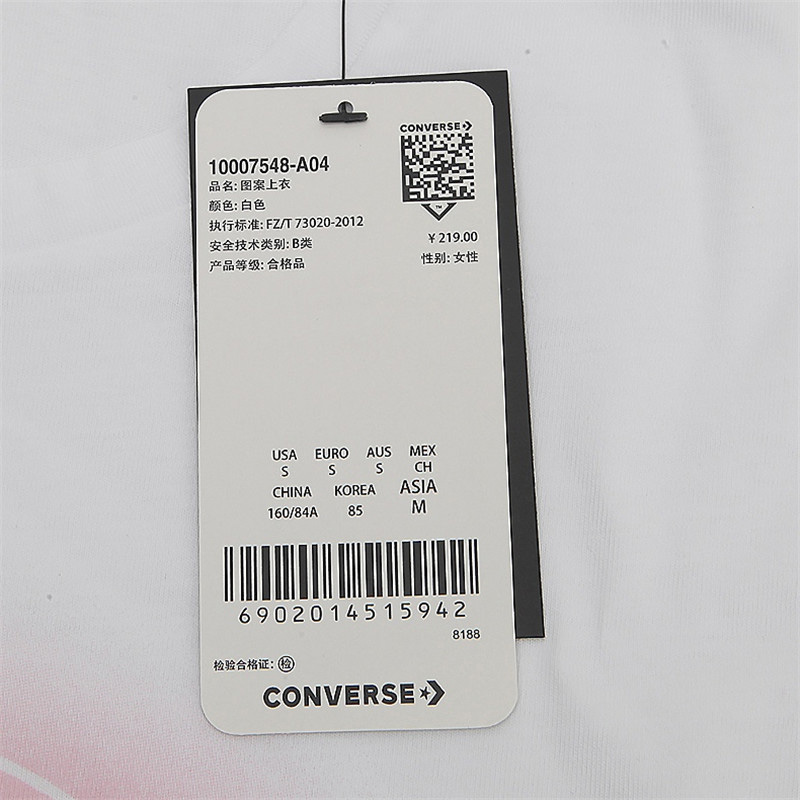 CONVERSE
10007548-A04
品名: 图案上衣
颜色: 白色
执行标准: FZ/T 73020-2012
安全技术类别: B类
产品等级: 合格品
TM
¥ 219.00
性别: 女性
USA EURO AUS MEX
S S S CH
CHINA KOREA ASIA
160/84A 85 M
6902014515942
8188
检验合格证: 检
CONVERSE